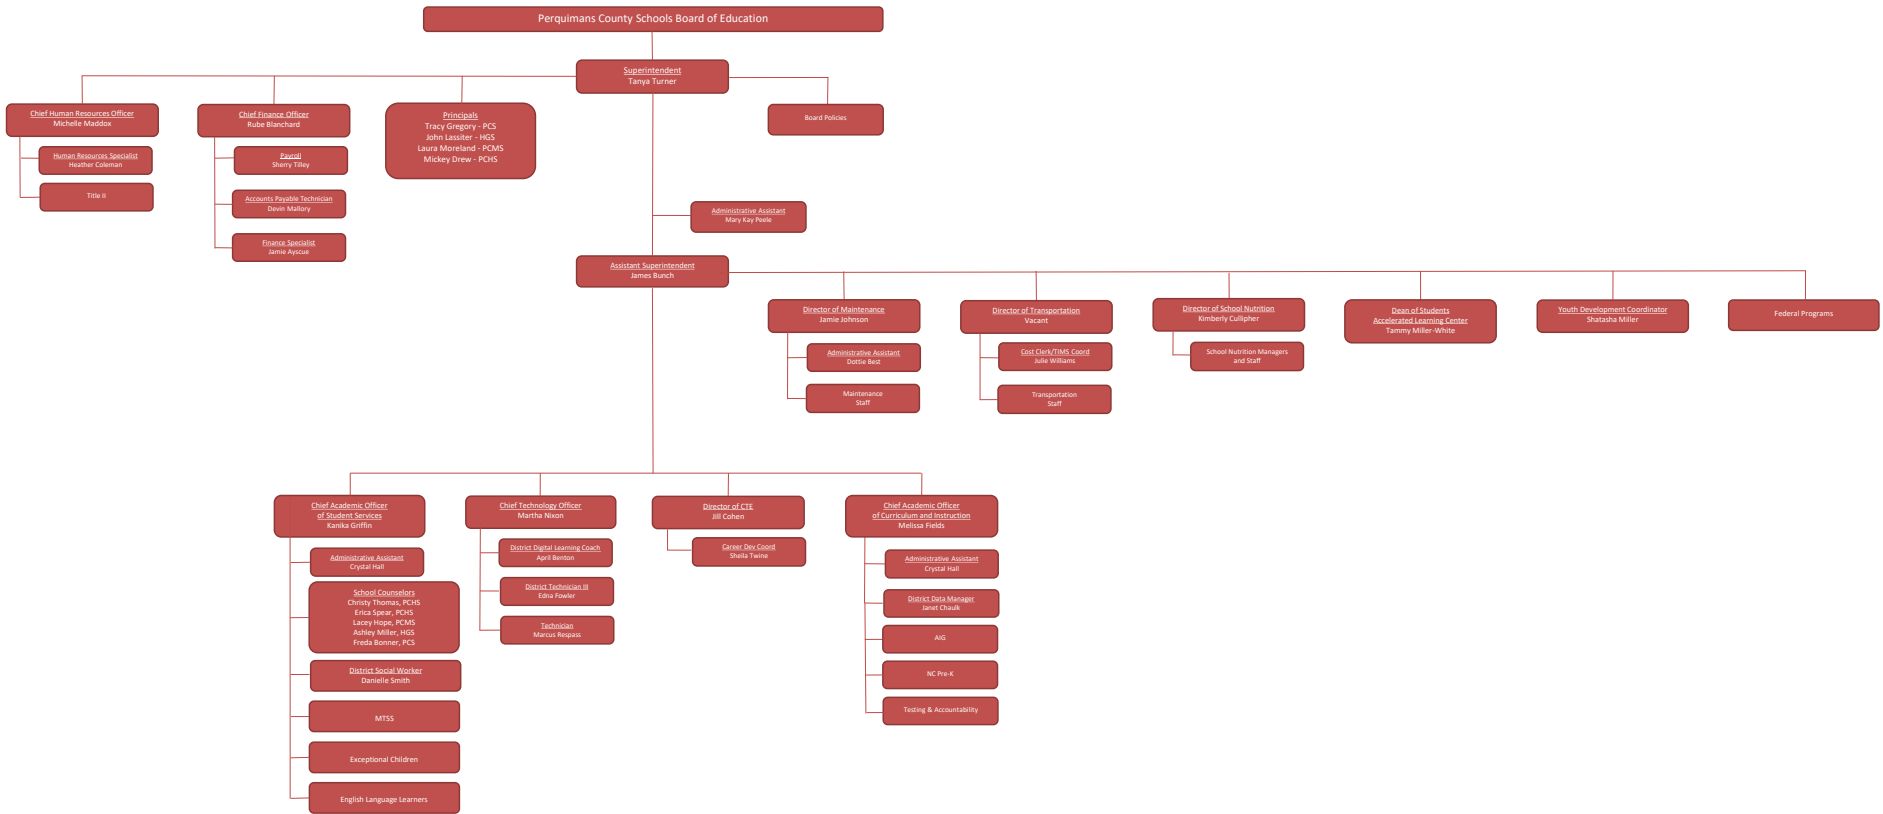 Perquimans County Schools Board of Education
Superintendent
Tanya Turner
Chief Human Resources Officer
Michelle Maddox
Human Resources Specialist
Heather Coleman
Title II
Chief Finance Officer
Rube Blanchard
Payroll
Sherry Tilley
Accounts Payable Technician
Devin Mallory
Finance Specialist
Jamie Ayscue
Principals
Tracy Gregory - PCS
John Lassiter - HGS
Laura Moreland - PCMS
Mickey Drew - PCHS
Board Policies
Administrative Assistant
Mary Kay Peele
Assistant Superintendent
James Bunch
Director of Maintenance
Jamie Johnson
Administrative Assistant
Dottie Best
Maintenance
Staff
Director of Transportation
Vacant
Cost Clerk/TIMS Coord
Julie Williams
Transportation
Staff
Director of School Nutrition
Kimberly Cullipher
School Nutrition Managers
and Staff
Dean of Students
Accelerated Learning Center
Tammy Miller-White
Youth Development Coordinator
Shatasha Miller
Federal Programs
Chief Academic Officer
of Student Services
Kanika Griffin
Administrative Assistant
Crystal Hall
School Counselors
Christy Thomas, PCHS
Erica Spear, PCHS
Lacey Hope, PCMS
Ashley Miller, HGS
Freda Bonner, PCS
District Social Worker
Danielle Smith
MTSS
Exceptional Children
English Language Learners
Chief Technology Officer
Martha Nixon
District Digital Learning Coach
April Benton
District Technician III
Edna Fowler
Technician
Marcus Respass
Director of CTE
Jill Cohen
Career Dev Coord
Sheila Twine
Chief Academic Officer
of Curriculum and Instruction
Melissa Fields
Administrative Assistant
Crystal Hall
District Data Manager
Janet Chaulk
AIG
NC Pre-K
Testing & Accountability